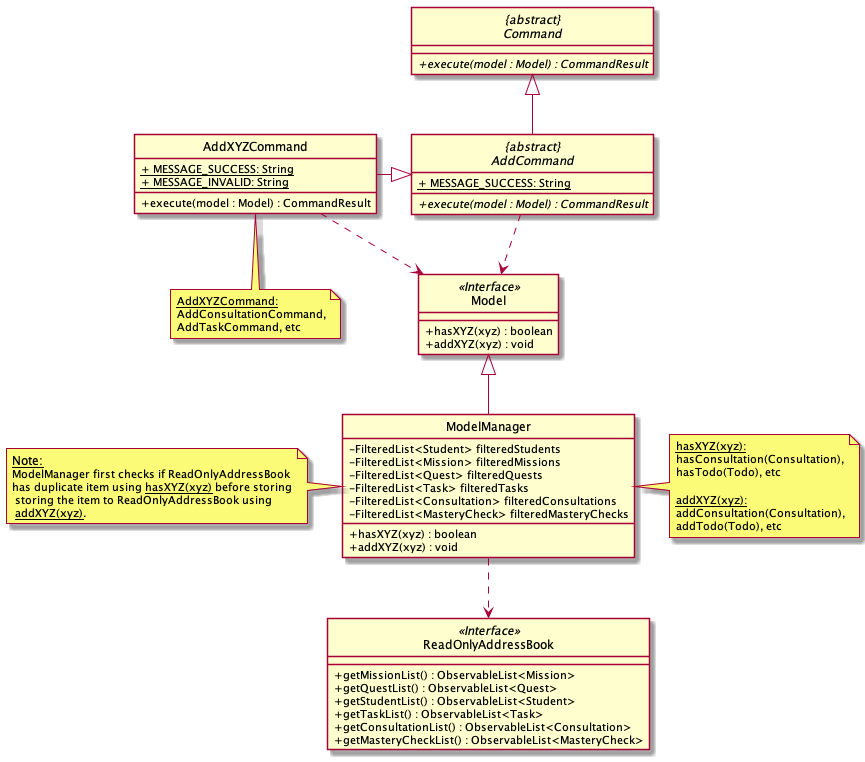 {abstract}
Command
+execute(model : Model) : CommandResult
AddXYZCommand
+ MESSAGE_SUCCESS: String
+ MESSAGE_INVALID: String
+execute(model : Model) : CommandResult
{abstract}
AddCommand
+ MESSAGE_SUCCESS: String
+execute(model : Model) : CommandResult
AddXYZCommand:
AddConsultationCommand,
AddTaskCommand, etc
«Interface»
Model
+hasXYZ(xyz) : boolean
+addXYZ(xyz) : void
Note:
ModelManager first checks if ReadOnlyAddressBook
has duplicate item using hasXYZ(xyz) before storing
storing the item to ReadOnlyAddressBook using
addXYZ(xyz).
ModelManager
–FilteredList<Student> filteredStudents
–FilteredList<Mission> filteredMissions
–FilteredList<Quest> filteredQuests
–FilteredList<Task> filteredTasks
–FilteredList<Consultation> filteredConsultations
–FilteredList<MasteryCheck> filteredMasteryChecks
+hasXYZ(xyz) : boolean
+addXYZ(xyz) : void
hasXYZ(xyz):
hasConsultation(Consultation),
hasTodo(Todo), etc
addXYZ(xyz):
addConsultation(Consultation),
addTodo(Todo), etc
«Interface»
ReadOnlyAddressBook
+getMissionList() : ObservableList<Mission>
+getQuestList() : ObservableList<Quest>
+getStudentList() : ObservableList<Student>
+getTaskList() : ObservableList<Task>
+getConsultationList() : ObservableList<Consultation>
+getMasteryCheckList() : ObservableList<MasteryCheck>